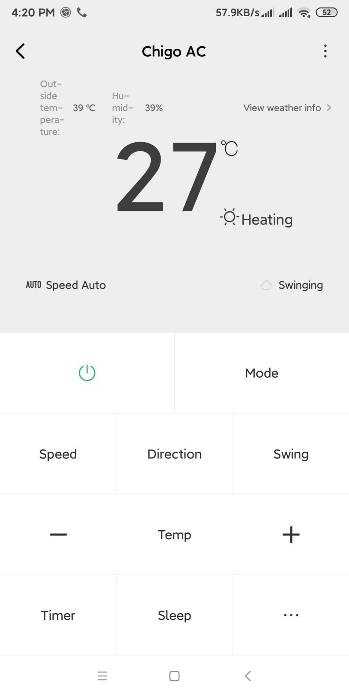 4:20 PM 57.9KB/s 52
Chigo AC
Out-
side
tem-
pera-
ture:
39 °C
Hu-
mid-
ity:
39%
View weather info
27°C
Heating
AUTO Speed Auto
Swinging
Mode
Speed Direction Swing
− Temp +
Timer Sleep ...